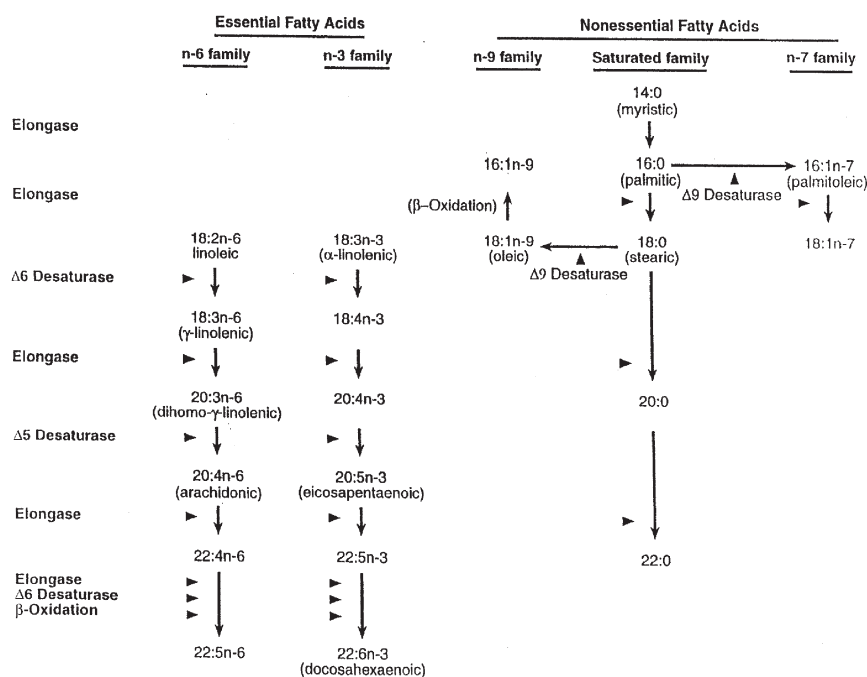 Essential Fatty Acids
Nonessential Fatty Acids
n-6 family
n-3 family
n-9 family
Saturated family
n-7 family
14:0
(myristic)
Elongase
16:1n-9
16:0
(palmitic)
16:1n-7
(palmitoleic)
Δ9 Desaturase
Elongase
(β–Oxidation)
18:2n-6
linoleic
18:3n-3
(α-linolenic)
18:1n-9
(oleic)
18:0
(stearic)
18:1n-7
Δ9 Desaturase
Δ6 Desaturase
18:3n-6
(γ-linolenic)
18:4n-3
Elongase
20:3n-6
(dihomo-γ-linolenic)
20:4n-3
20:0
Δ5 Desaturase
20:4n-6
(arachidonic)
20:5n-3
(eicosapentaenoic)
Elongase
22:4n-6
22:5n-3
22:0
Elongase
Δ6 Desaturase
β-Oxidation
22:5n-6
22:6n-3
(docosahexaenoic)